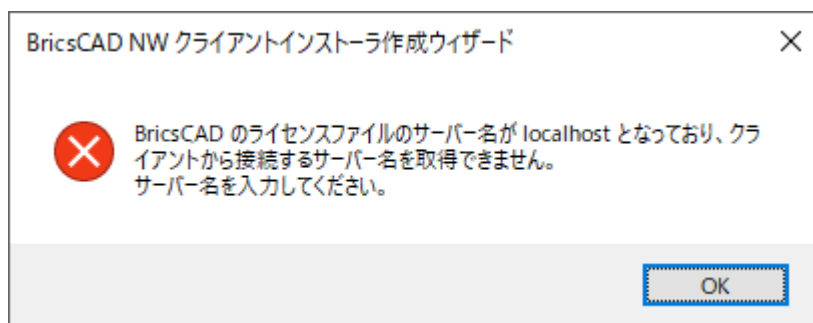 BricsCAD NW クライアントインストーラ作成ウィザード
BricsCAD のライセンスファイルのサーバー名が localhost となっており、クラ
イアントから接続するサーバー名を取得できません。
サーバー名を入力してください。
OK